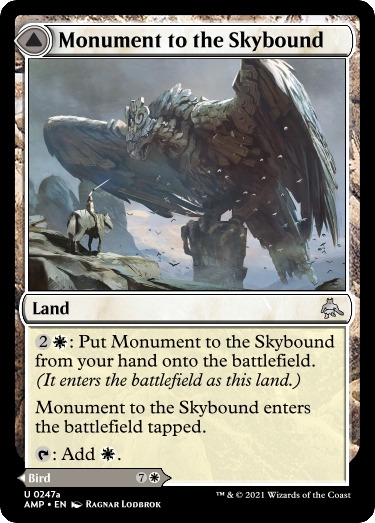 Monument to the Skybound
Land
2 : Put Monument to the Skybound
from your hand onto the battlefield.
(It enters the battlefield as this land.)
Monument to the Skybound enters
the battlefield tapped.
: Add .
Bird 7
U 0247a
AMP • EN Ragnar Lodbrok
™ & © 2021 Wizards of the Coast